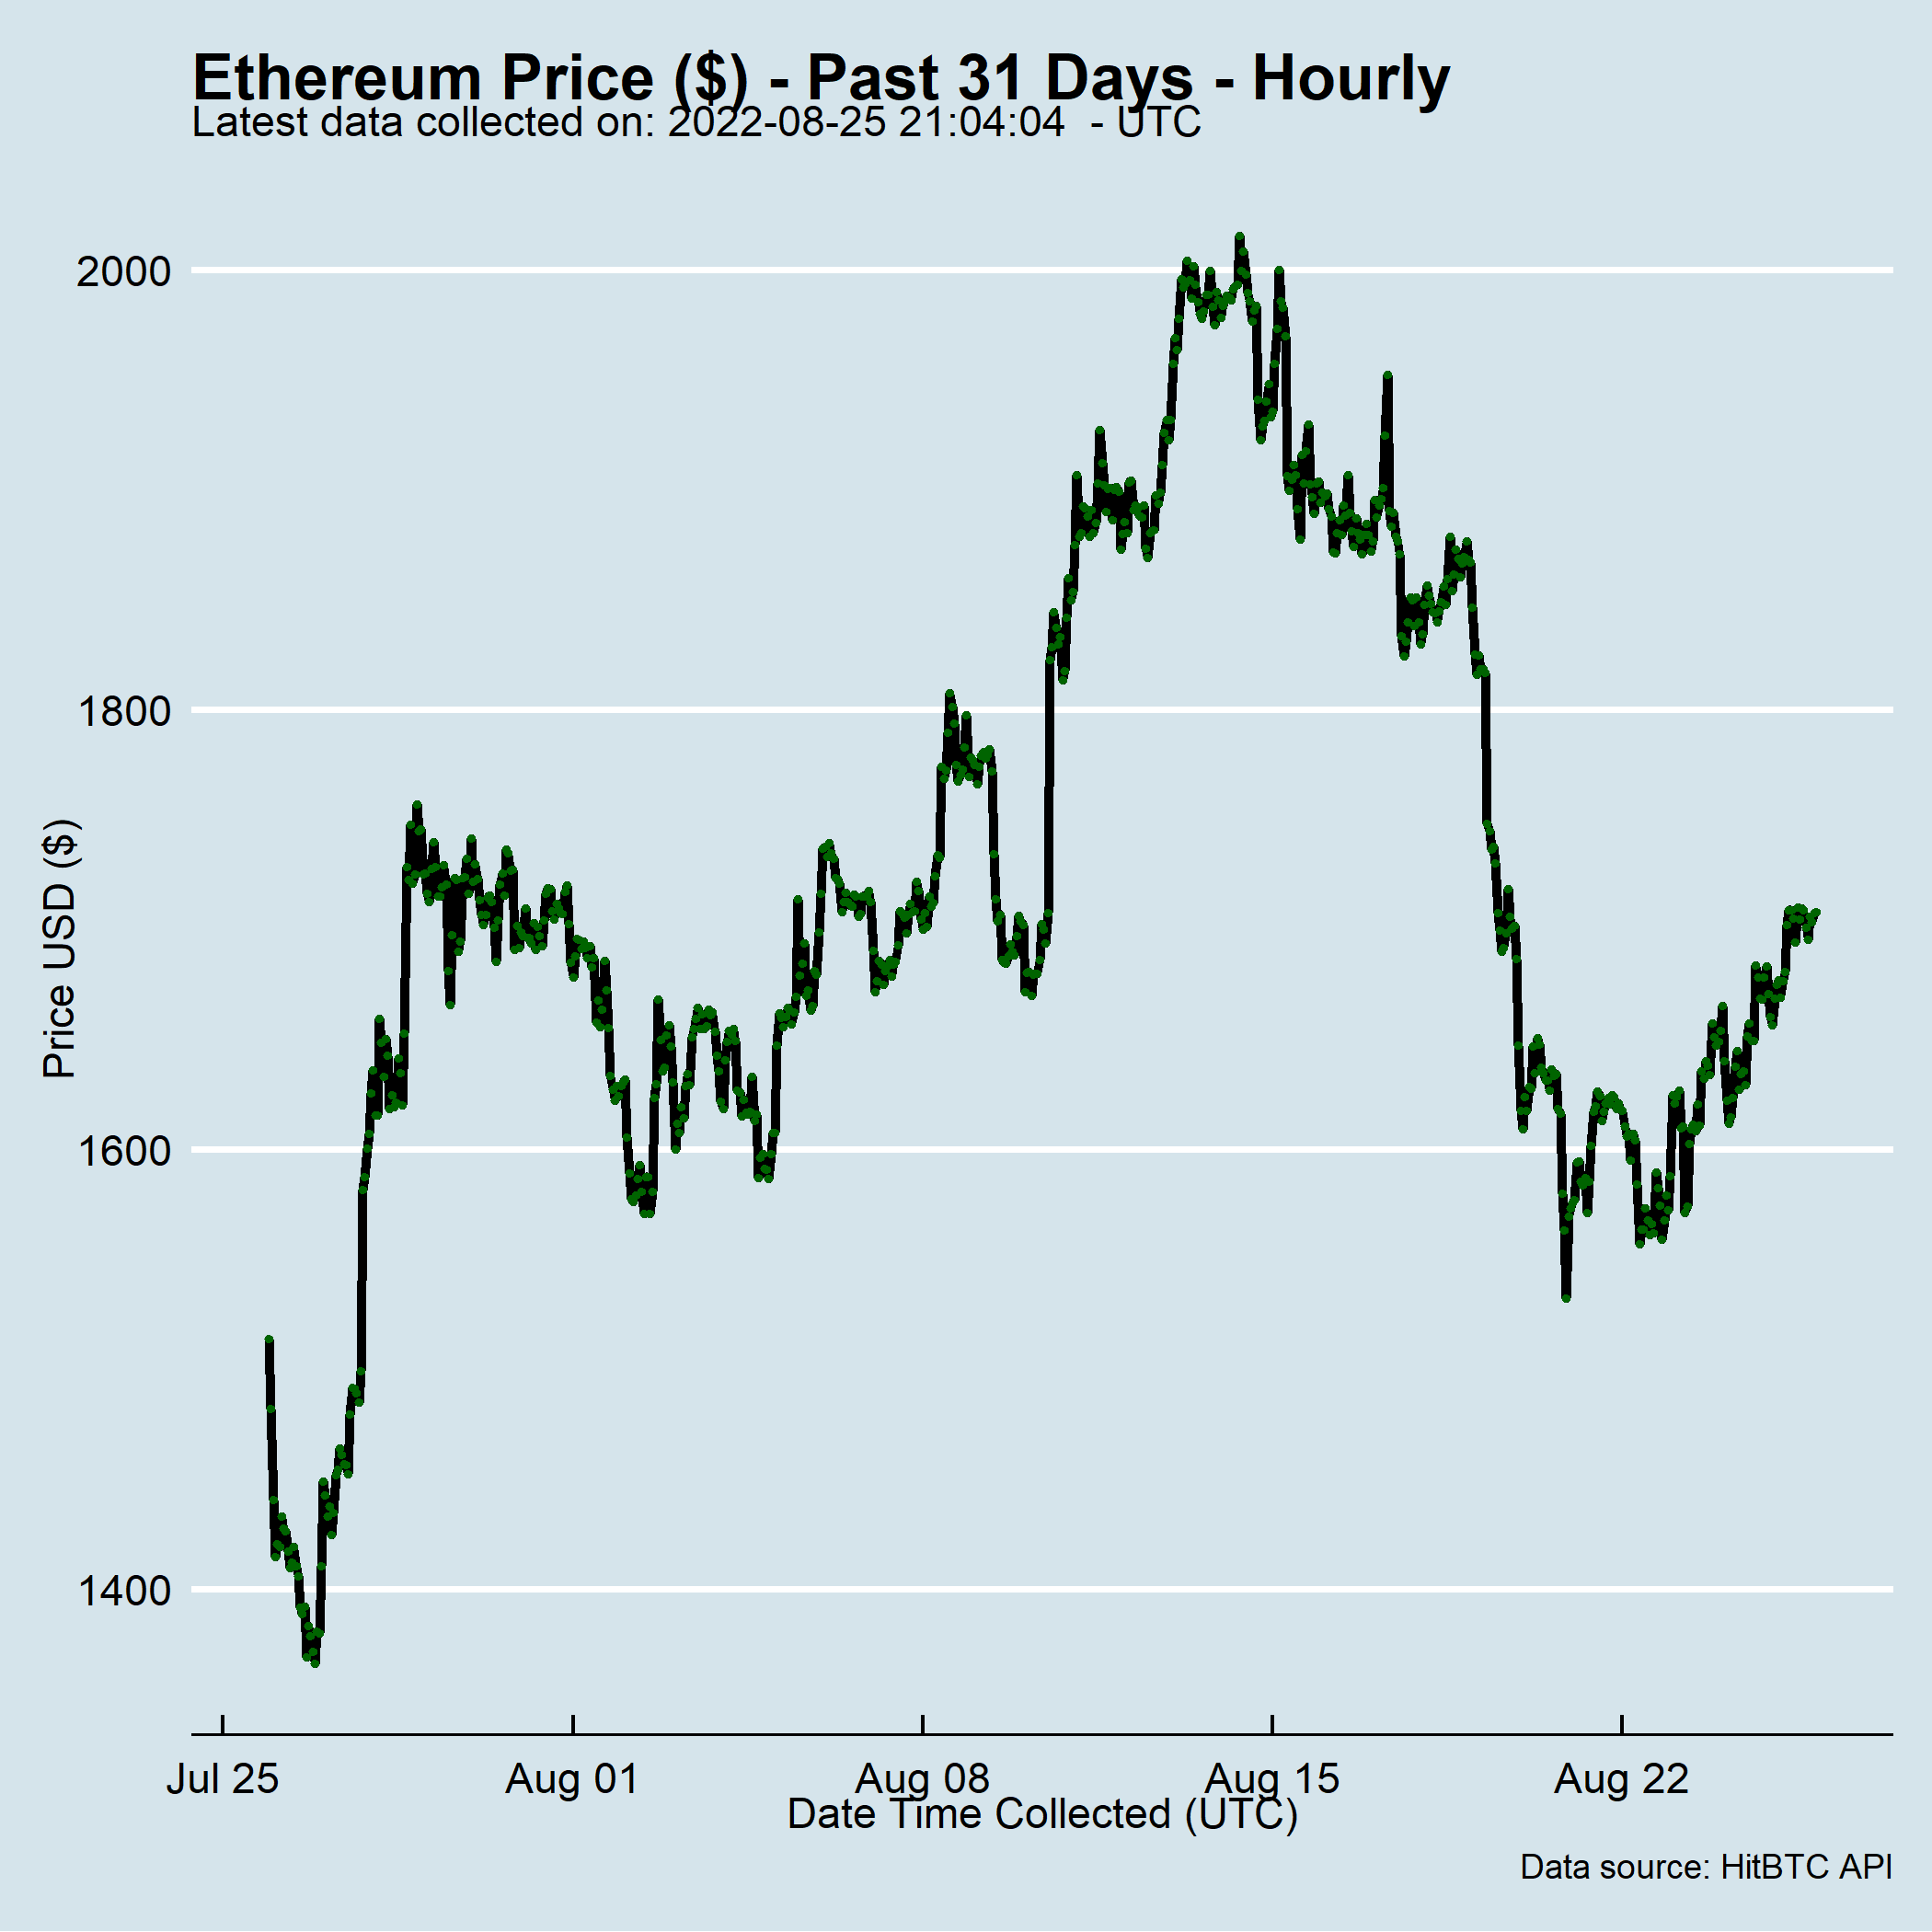 Ethereum Price ($) - Past 31 Days - Hourly
Latest data collected on: 2022-08-25 21:04:04  - UTC
Price USD ($)
2000
1800
1600
1400
Jul 25
Aug 01
Aug 08
Aug 15
Aug 22
Date Time Collected (UTC)
Data source: HitBTC API